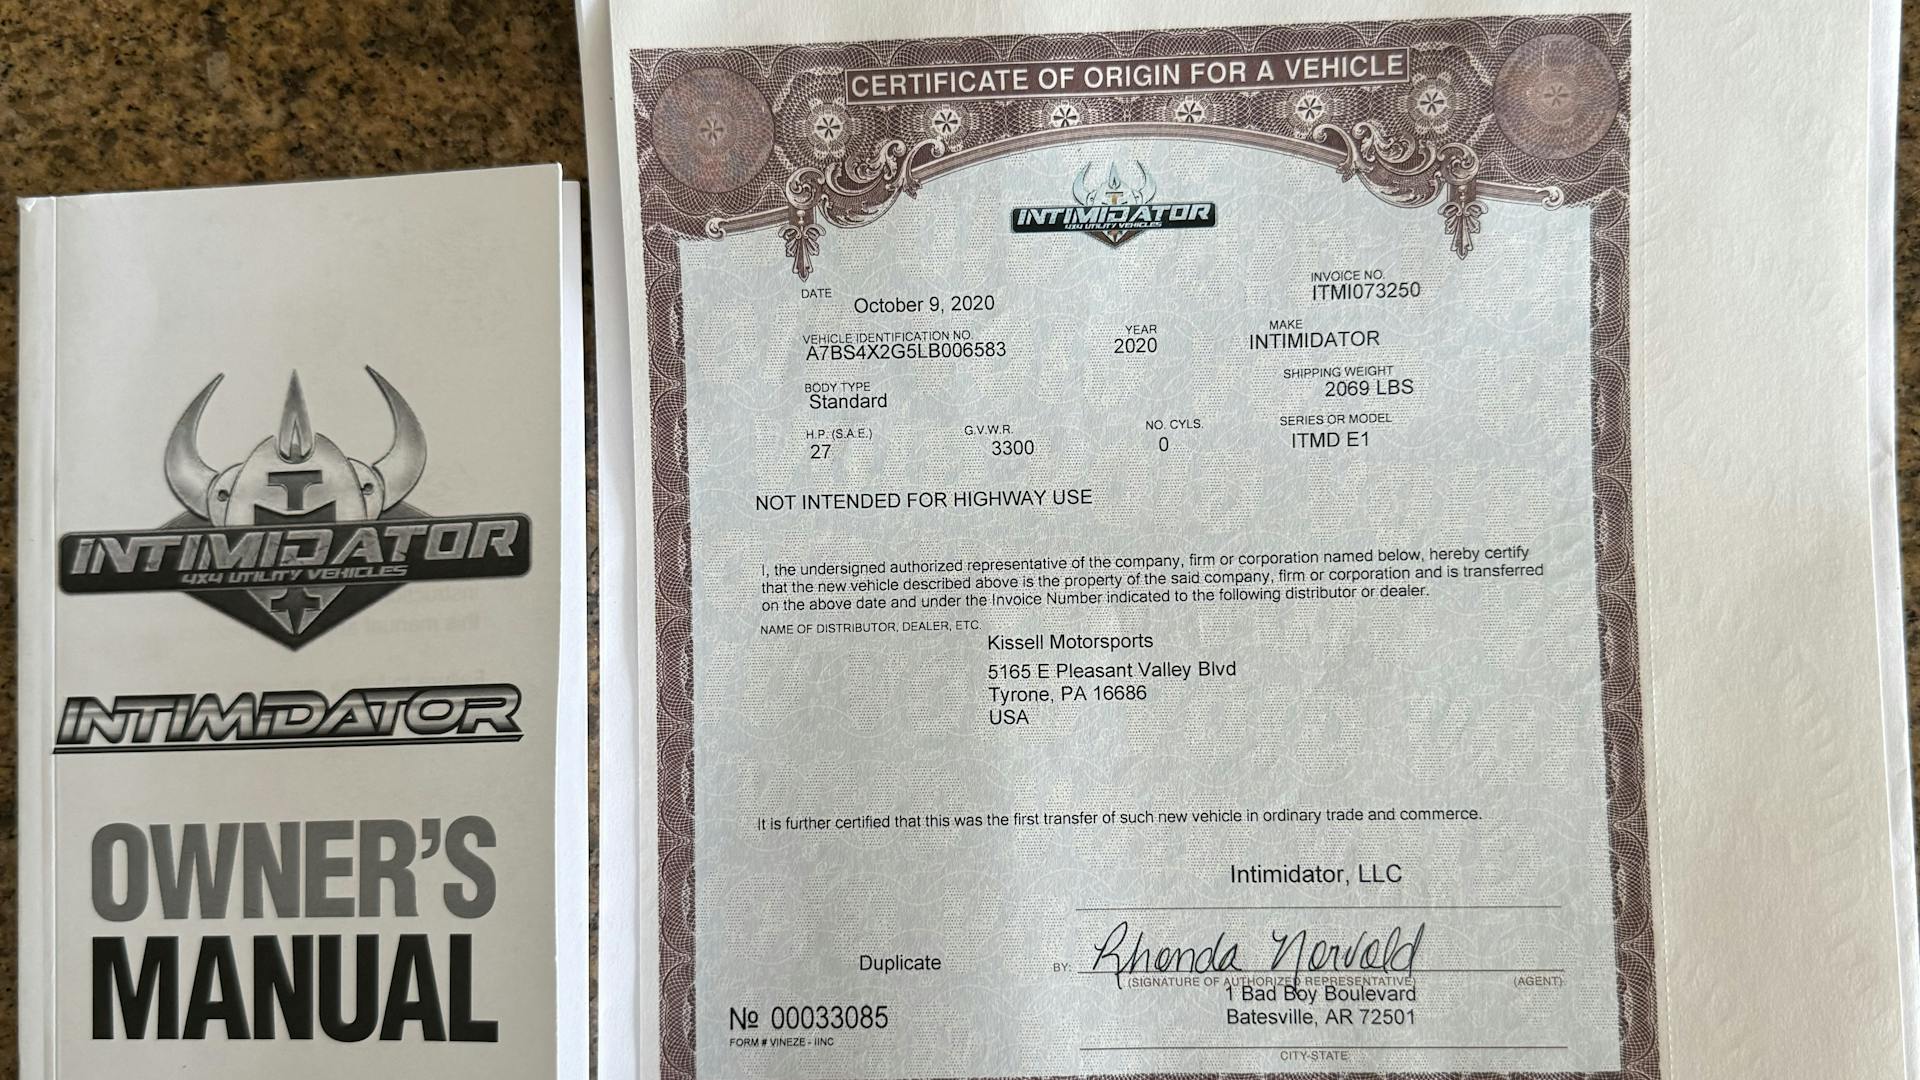 INTIMIDATOR
4X4 UTILITY VEHICLES
INTIMIDATOR
OWNER'S
MANUAL
CERTIFICATE OF ORIGIN FOR A VEHICLE
INTIMIDATOR
4X4 UTILITY VEHICLES
DATE
October 9, 2020
INVOICE NO.
ITMI073250
VEHICLE IDENTIFICATION NO.
A7BS4X2G5LB006583
YEAR
2020
MAKE
INTIMIDATOR
BODY TYPE
Standard
SHIPPING WEIGHT
2069 LBS
H.P. (S.A.E.)
27
G.V.W.R.
3300
NO. CYLS.
0
SERIES OR MODEL
ITMD E1
NOT INTENDED FOR HIGHWAY USE
I, the undersigned authorized representative of the company, firm or corporation named below, hereby certify
that the new vehicle described above is the property of the said company, firm or corporation and is transferred
on the above date and under the Invoice Number indicated to the following distributor or dealer.
NAME OF DISTRIBUTOR, DEALER, ETC.
Kissell Motorsports
5165 E Pleasant Valley Blvd
Tyrone, PA 16686
USA
It is further certified that this was the first transfer of such new vehicle in ordinary trade and commerce.
Intimidator, LLC
Duplicate
BY: Rhonda Norvald
(SIGNATURE OF AUTHORIZED REPRESENTATIVE) (AGENT)
1 Bad Boy Boulevard
Batesville, AR 72501
CITY-STATE
№ 00033085
FORM # VINEZE - IINC